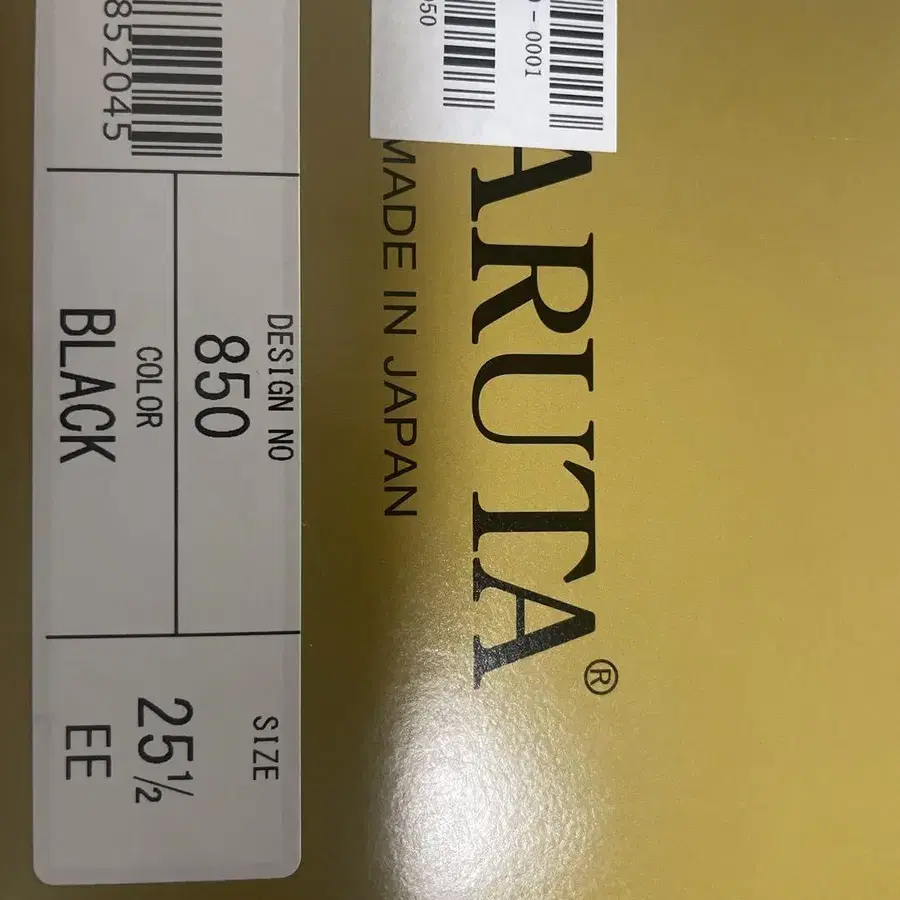 852045
DESIGN NO
850
COLOR
BLACK
SIZE
25½
EE
-0001
ARUTA®
MADE IN JAPAN